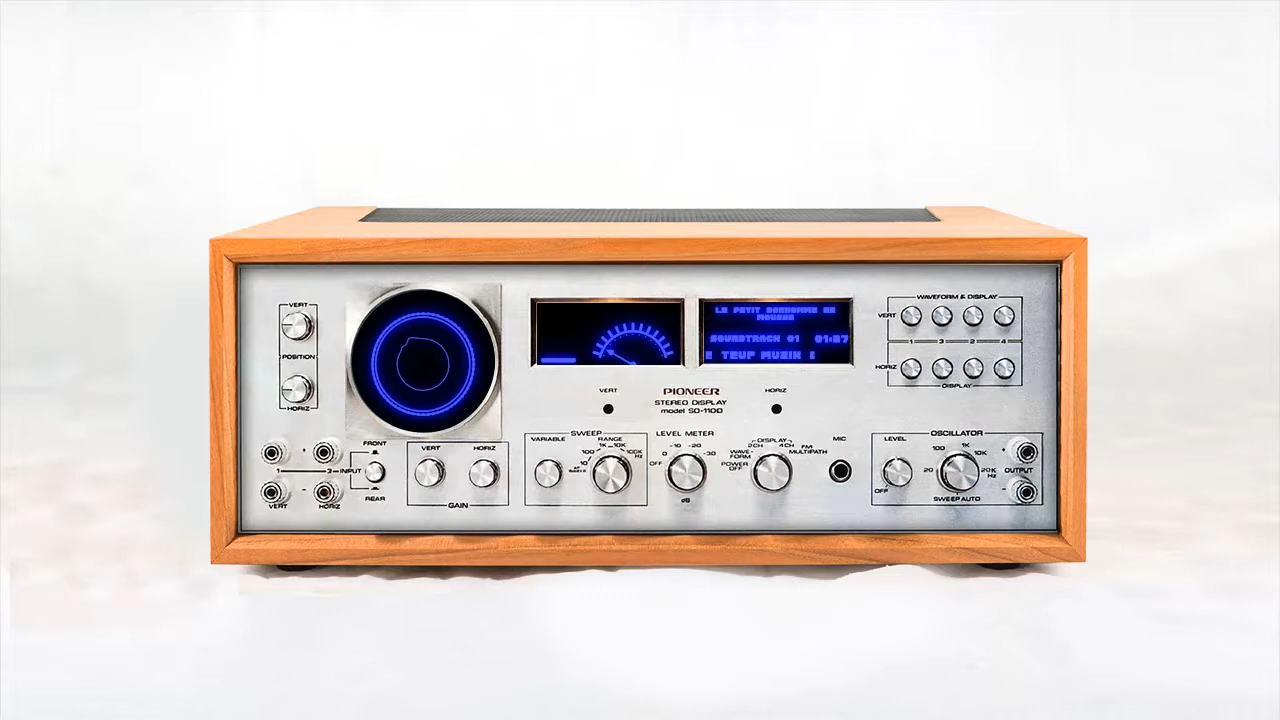 VERT
POSITION
HORIZ
LE PETIT BONHOMME EN
MOUSSE
SOUNDTRACK 01 01:27
TEUF MUZIK
WAVEFORM & DISPLAY
VERT
1 3 2 4
HORIZ
DISPLAY
VERT
PIONEER
HORIZ
STEREO DISPLAY
model SD-1100
FRONT
1 3 INPUT
REAR
VERT HORIZ
VERT HORIZ
GAIN
SWEEP
VARIABLE RANGE
10 100 1K 10K 100K
Hz
LEVEL METER
OFF 0 -10 -20 -30
dB
DISPLAY
2CH 4CH
WAVE-
FORM
FM
MULTIPATH
POWER
OFF
MIC
OSCILLATOR
LEVEL
OFF
20 100 1K 10K 20K
Hz
SWEEP AUTO
OUTPUT